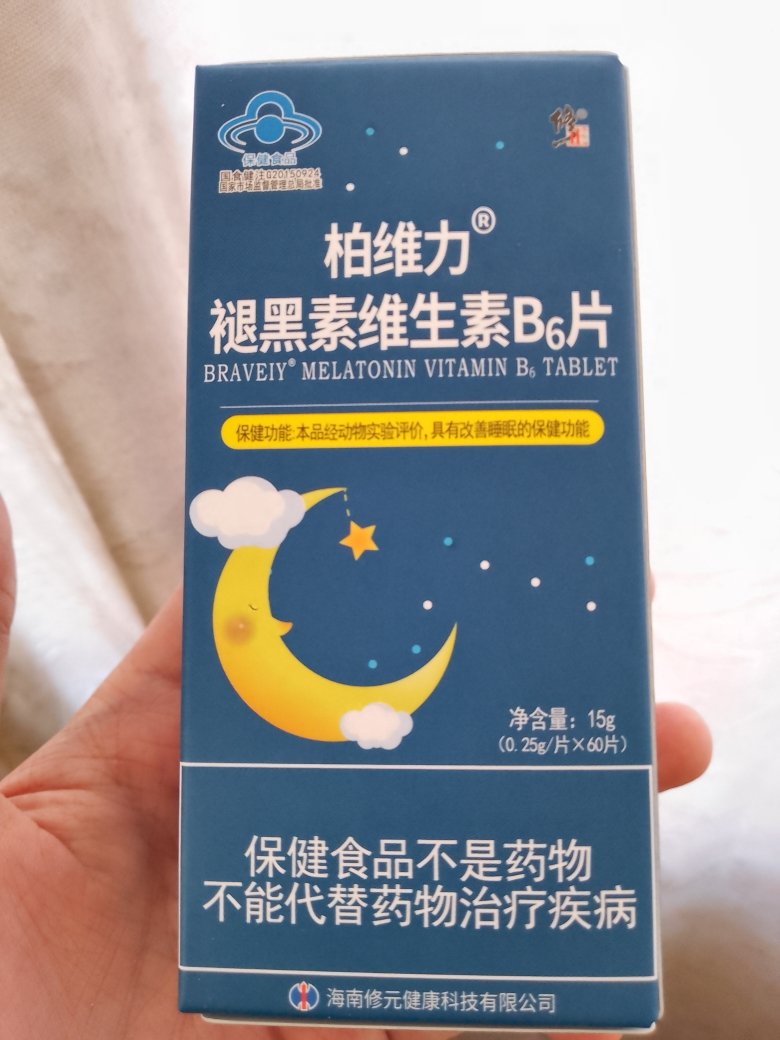 保健食品
国食健注G20150924
国家市场监督管理总局批准
修
柏维力®
褪黑素维生素B₆片
BRAVEIY® MELATONIN VITAMIN B₆ TABLET
保健功能:本品经动物实验评价,具有改善睡眠的保健功能
净含量：15g
(0.25g/片×60片)
保健食品不是药物
不能代替药物治疗疾病
海南修元健康科技有限公司